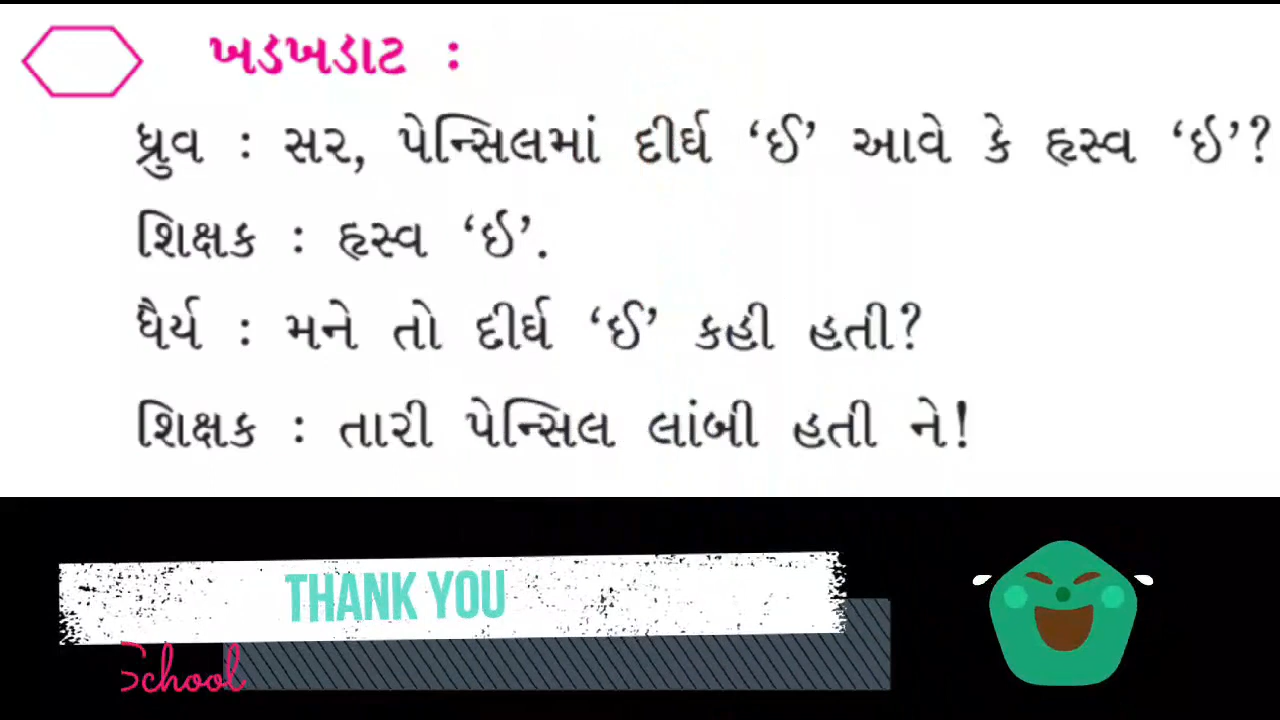 ખડખડાટ :
ધ્રુવ : સર, પેન્સિલમાં દીર્ઘ ‘ઈ’ આવે કે હ્રસ્વ ‘ઇ’?
શિક્ષક : હ્રસ્વ ‘ઇ’.
ધૈર્ય : મને તો દીર્ઘ ‘ઈ’ કહી હતી?
શિક્ષક : તારી પેન્સિલ લાંબી હતી ને!
THANK YOU
School